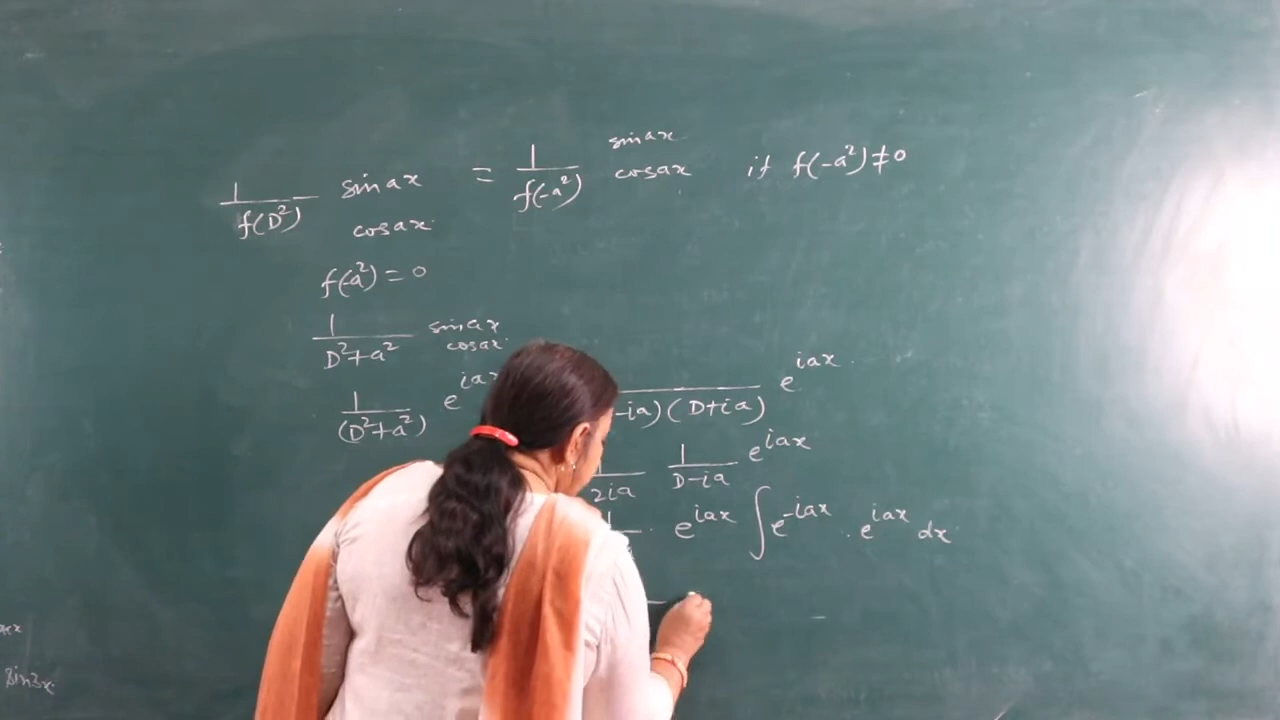 1/f(D²) sin ax cos ax = 1/f(-a²) sin ax cos ax if f(-a²) ≠ 0
f(-a²) = 0
1/(D²+a²) sin ax cos ax
1/(D²+a²) e^{iax} -ia)(D+ia) e^{iax}
1/2ia 1/(D-ia) e^{iax}
1 . e^{iax} ∫ e^{-iax} . e^{iax} dx
sin3x